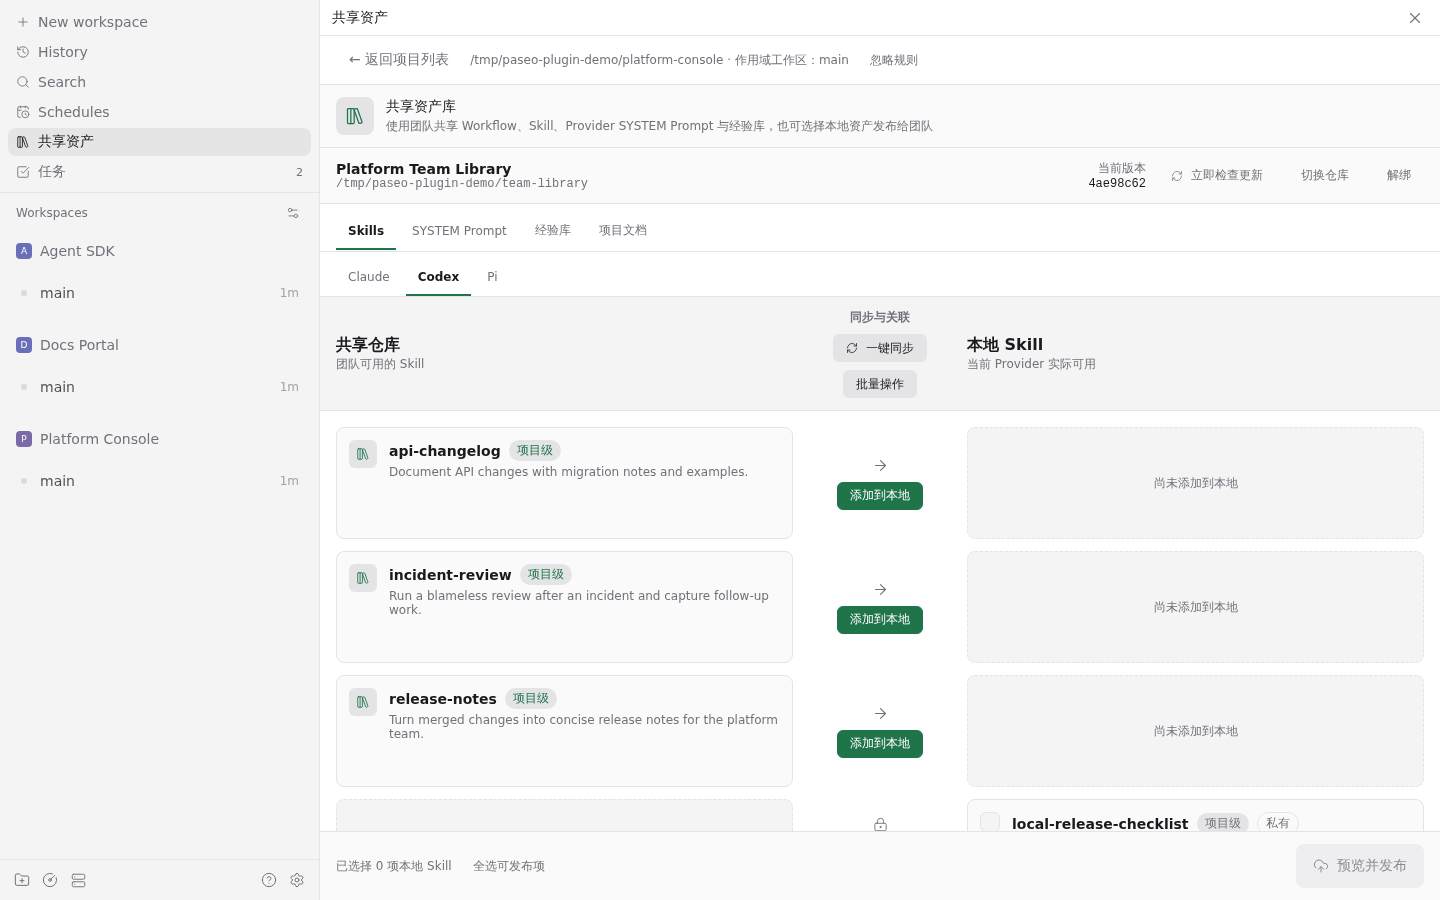 New workspace
History
Search
Schedules
共享资产
任务 2
Workspaces
A Agent SDK
main 1m
D Docs Portal
main 1m
P Platform Console
main 1m
共享资产
← 返回项目列表 /tmp/paseo-plugin-demo/platform-console · 作用域工作区：main 忽略规则
共享资产库
使用团队共享 Workflow、Skill、Provider SYSTEM Prompt 与经验库，也可选择本地资产发布给团队
Platform Team Library
/tmp/paseo-plugin-demo/team-library
当前版本
4ae98c62
立即检查更新 切换仓库 解绑
Skills SYSTEM Prompt 经验库 项目文档
Claude Codex Pi
共享仓库
团队可用的 Skill
同步与关联
一键同步
批量操作
本地 Skill
当前 Provider 实际可用
api-changelog 项目级
Document API changes with migration notes and examples.
→
添加到本地
尚未添加到本地
incident-review 项目级
Run a blameless review after an incident and capture follow-up
work.
→
添加到本地
尚未添加到本地
release-notes 项目级
Turn merged changes into concise release notes for the platform
team.
→
添加到本地
尚未添加到本地
local-release-checklist 项目级 私有
已选择 0 项本地 Skill 全选可发布项
预览并发布